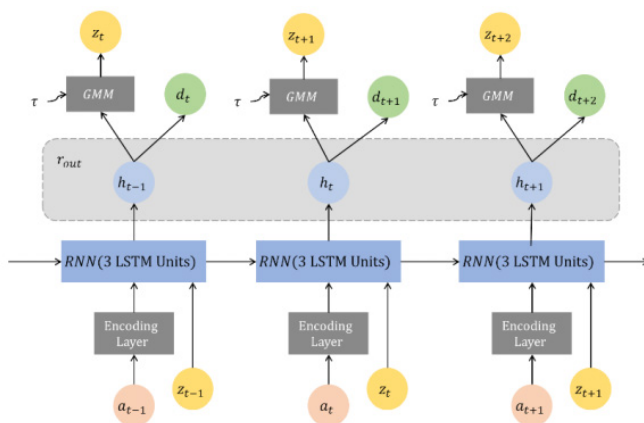 z_t z_{t+1} z_{t+2}
τ GMM d_t τ GMM d_{t+1} τ GMM d_{t+2}
r_{out}
h_{t-1} h_t h_{t+1}
RNN(3 LSTM Units) RNN(3 LSTM Units) RNN(3 LSTM Units)
Encoding Layer Encoding Layer Encoding Layer
a_{t-1} z_{t-1} a_t z_t a_{t+1} z_{t+1}